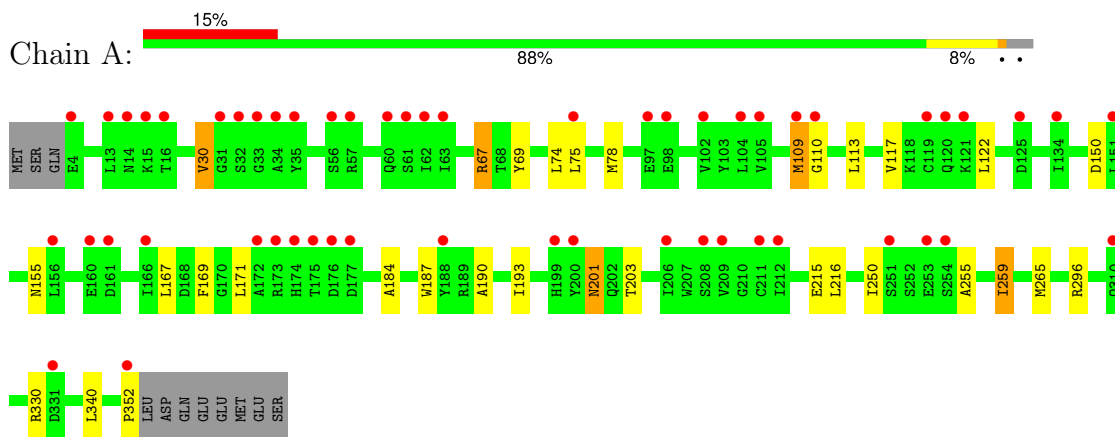 15%
Chain A:
88% 8% • •
MET SER GLN E4 L13 N14 K15 T16 V30 G31 S32 G33 A34 Y35 S56 R57 Q60 S61 I62 I63 R67 T68 Y69 L74 L75 M78 E97 E98 V102 Y103 L104 V105 M109 G110 L113 V117 K118 C119 Q120 K121 L122 D125 I134 D150 L151
N155 L156 E160 D161 I166 L167 D168 F169 G170 L171 A172 R173 H174 T175 D176 D177 A184 W187 Y188 R189 A190 I193 H199 Y200 N201 Q202 T203 I206 W207 S208 V209 G210 C211 I212 E215 L216 I250 S251 S252 E253 S254 A255 I259 M265 R296
R330 D331 L340 P352 LEU ASP GLN GLU GLU MET GLU SER